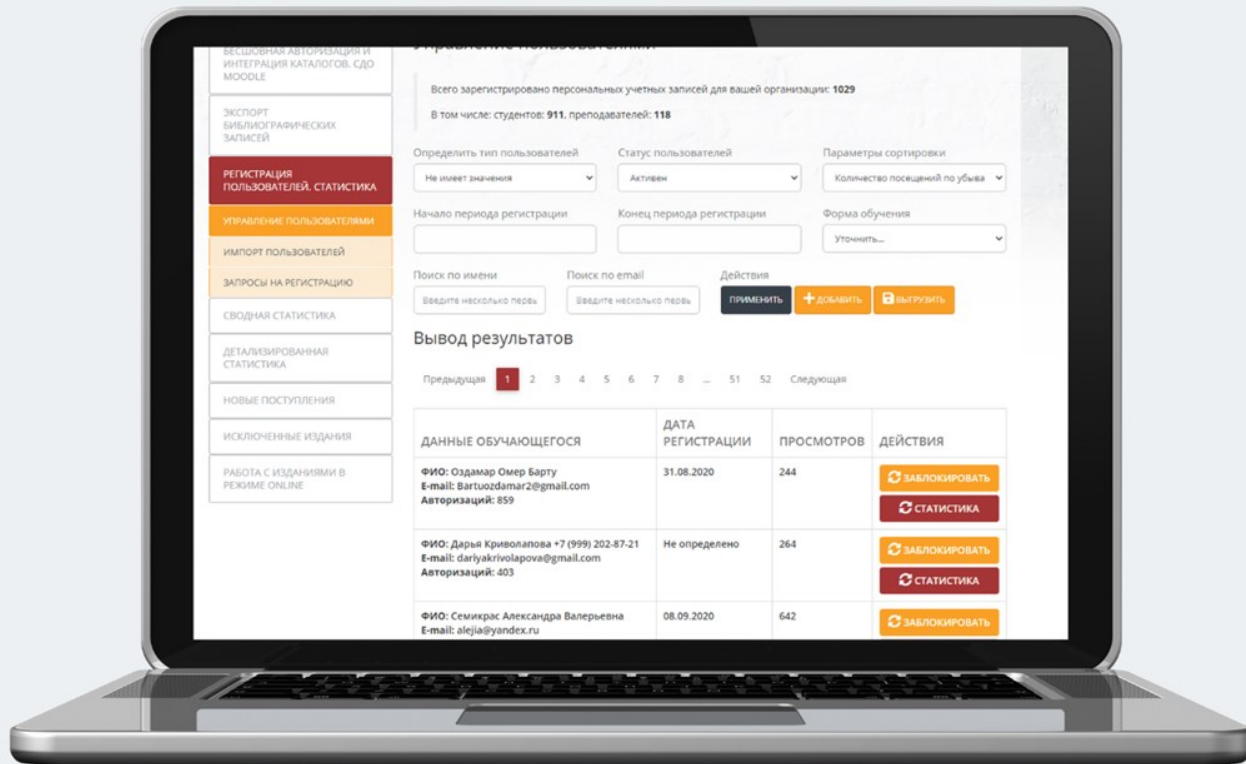 БЕСШОВНАЯ АВТОРИЗАЦИЯ И
ИНТЕГРАЦИЯ КАТАЛОГОВ. СДО
MOODLE
ЭКСПОРТ
БИБЛИОГРАФИЧЕСКИХ
ЗАПИСЕЙ
РЕГИСТРАЦИЯ
ПОЛЬЗОВАТЕЛЕЙ, СТАТИСТИКА
УПРАВЛЕНИЕ ПОЛЬЗОВАТЕЛЯМИ
ИМПОРТ ПОЛЬЗОВАТЕЛЕЙ
ЗАПРОСЫ НА РЕГИСТРАЦИЮ
СВОДНАЯ СТАТИСТИКА
ДЕТАЛИЗИРОВАННАЯ
СТАТИСТИКА
НОВЫЕ ПОСТУПЛЕНИЯ
ИСКЛЮЧЕННЫЕ ИЗДАНИЯ
РАБОТА С ИЗДАНИЯМИ В
РЕЖИМЕ ONLINE
Управление пользователями
Всего зарегистрировано персональных учетных записей для вашей организации: 1029
В том числе: студентов: 911, преподавателей: 118
Определить тип пользователей Статус пользователей Параметры сортировки
Не имеет значения Активен Количество посещений по убыва
Начало периода регистрации Конец периода регистрации Форма обучения
Уточнить...
Поиск по имени Поиск по email Действия
Введите несколько первь Введите несколько первь ПРИМЕНИТЬ ДОБАВИТЬ ВЫГРУЗИТЬ
Вывод результатов
Предыдущая 1 2 3 4 5 6 7 8 ... 51 52 Следующая
ДАННЫЕ ОБУЧАЮЩЕГОСЯ ДАТА РЕГИСТРАЦИИ ПРОСМОТРОВ ДЕЙСТВИЯ
ФИО: Оздамар Омер Барту 31.08.2020 244 ЗАБЛОКИРОВАТЬ
E-mail: Bartuozdamar2@gmail.com
Авторизаций: 859 СТАТИСТИКА
ФИО: Дарья Криволапова +7 (999) 202-87-21 Не определено 264 ЗАБЛОКИРОВАТЬ
E-mail: dariyakrivolapova@gmail.com
Авторизаций: 403 СТАТИСТИКА
ФИО: Семикрас Александра Валерьевна 08.09.2020 642 ЗАБЛОКИРОВАТЬ
E-mail: alejia@yandex.ru